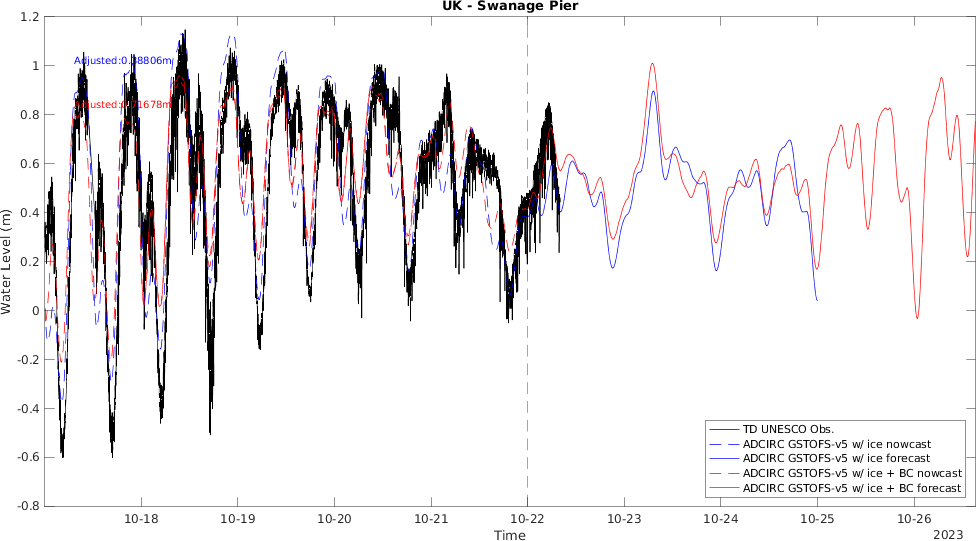 UK - Swanage Pier
1.2
1
0.8
0.6
0.4
0.2
0
-0.2
-0.4
-0.6
-0.8
Water Level (m)
TD UNESCO Obs.
ADCIRC GSTOFS-v5 w/ ice nowcast
ADCIRC GSTOFS-v5 w/ ice forecast
ADCIRC GSTOFS-v5 w/ ice + BC nowcast
ADCIRC GSTOFS-v5 w/ ice + BC forecast
10-18 10-19 10-20 10-21 10-22 10-23 10-24 10-25 10-26
Time
2023